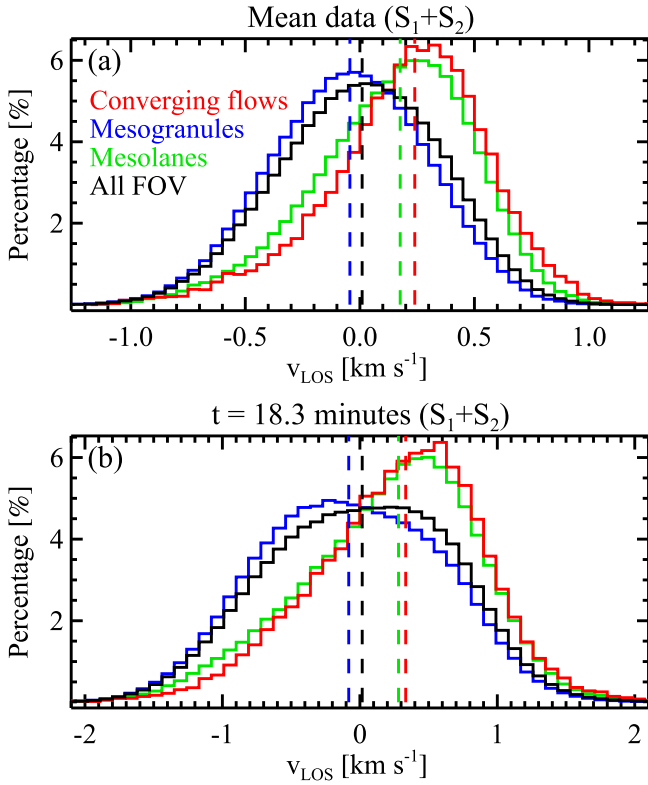 Mean data (S₁+S₂)
(a)
Converging flows
Mesogranules
Mesolanes
All FOV
Percentage [%]
6
4
2
-1.0 -0.5 0.0 0.5 1.0
v_LOS [km s⁻¹]
t = 18.3 minutes (S₁+S₂)
(b)
Percentage [%]
6
4
2
-2 -1 0 1 2
v_LOS [km s⁻¹]